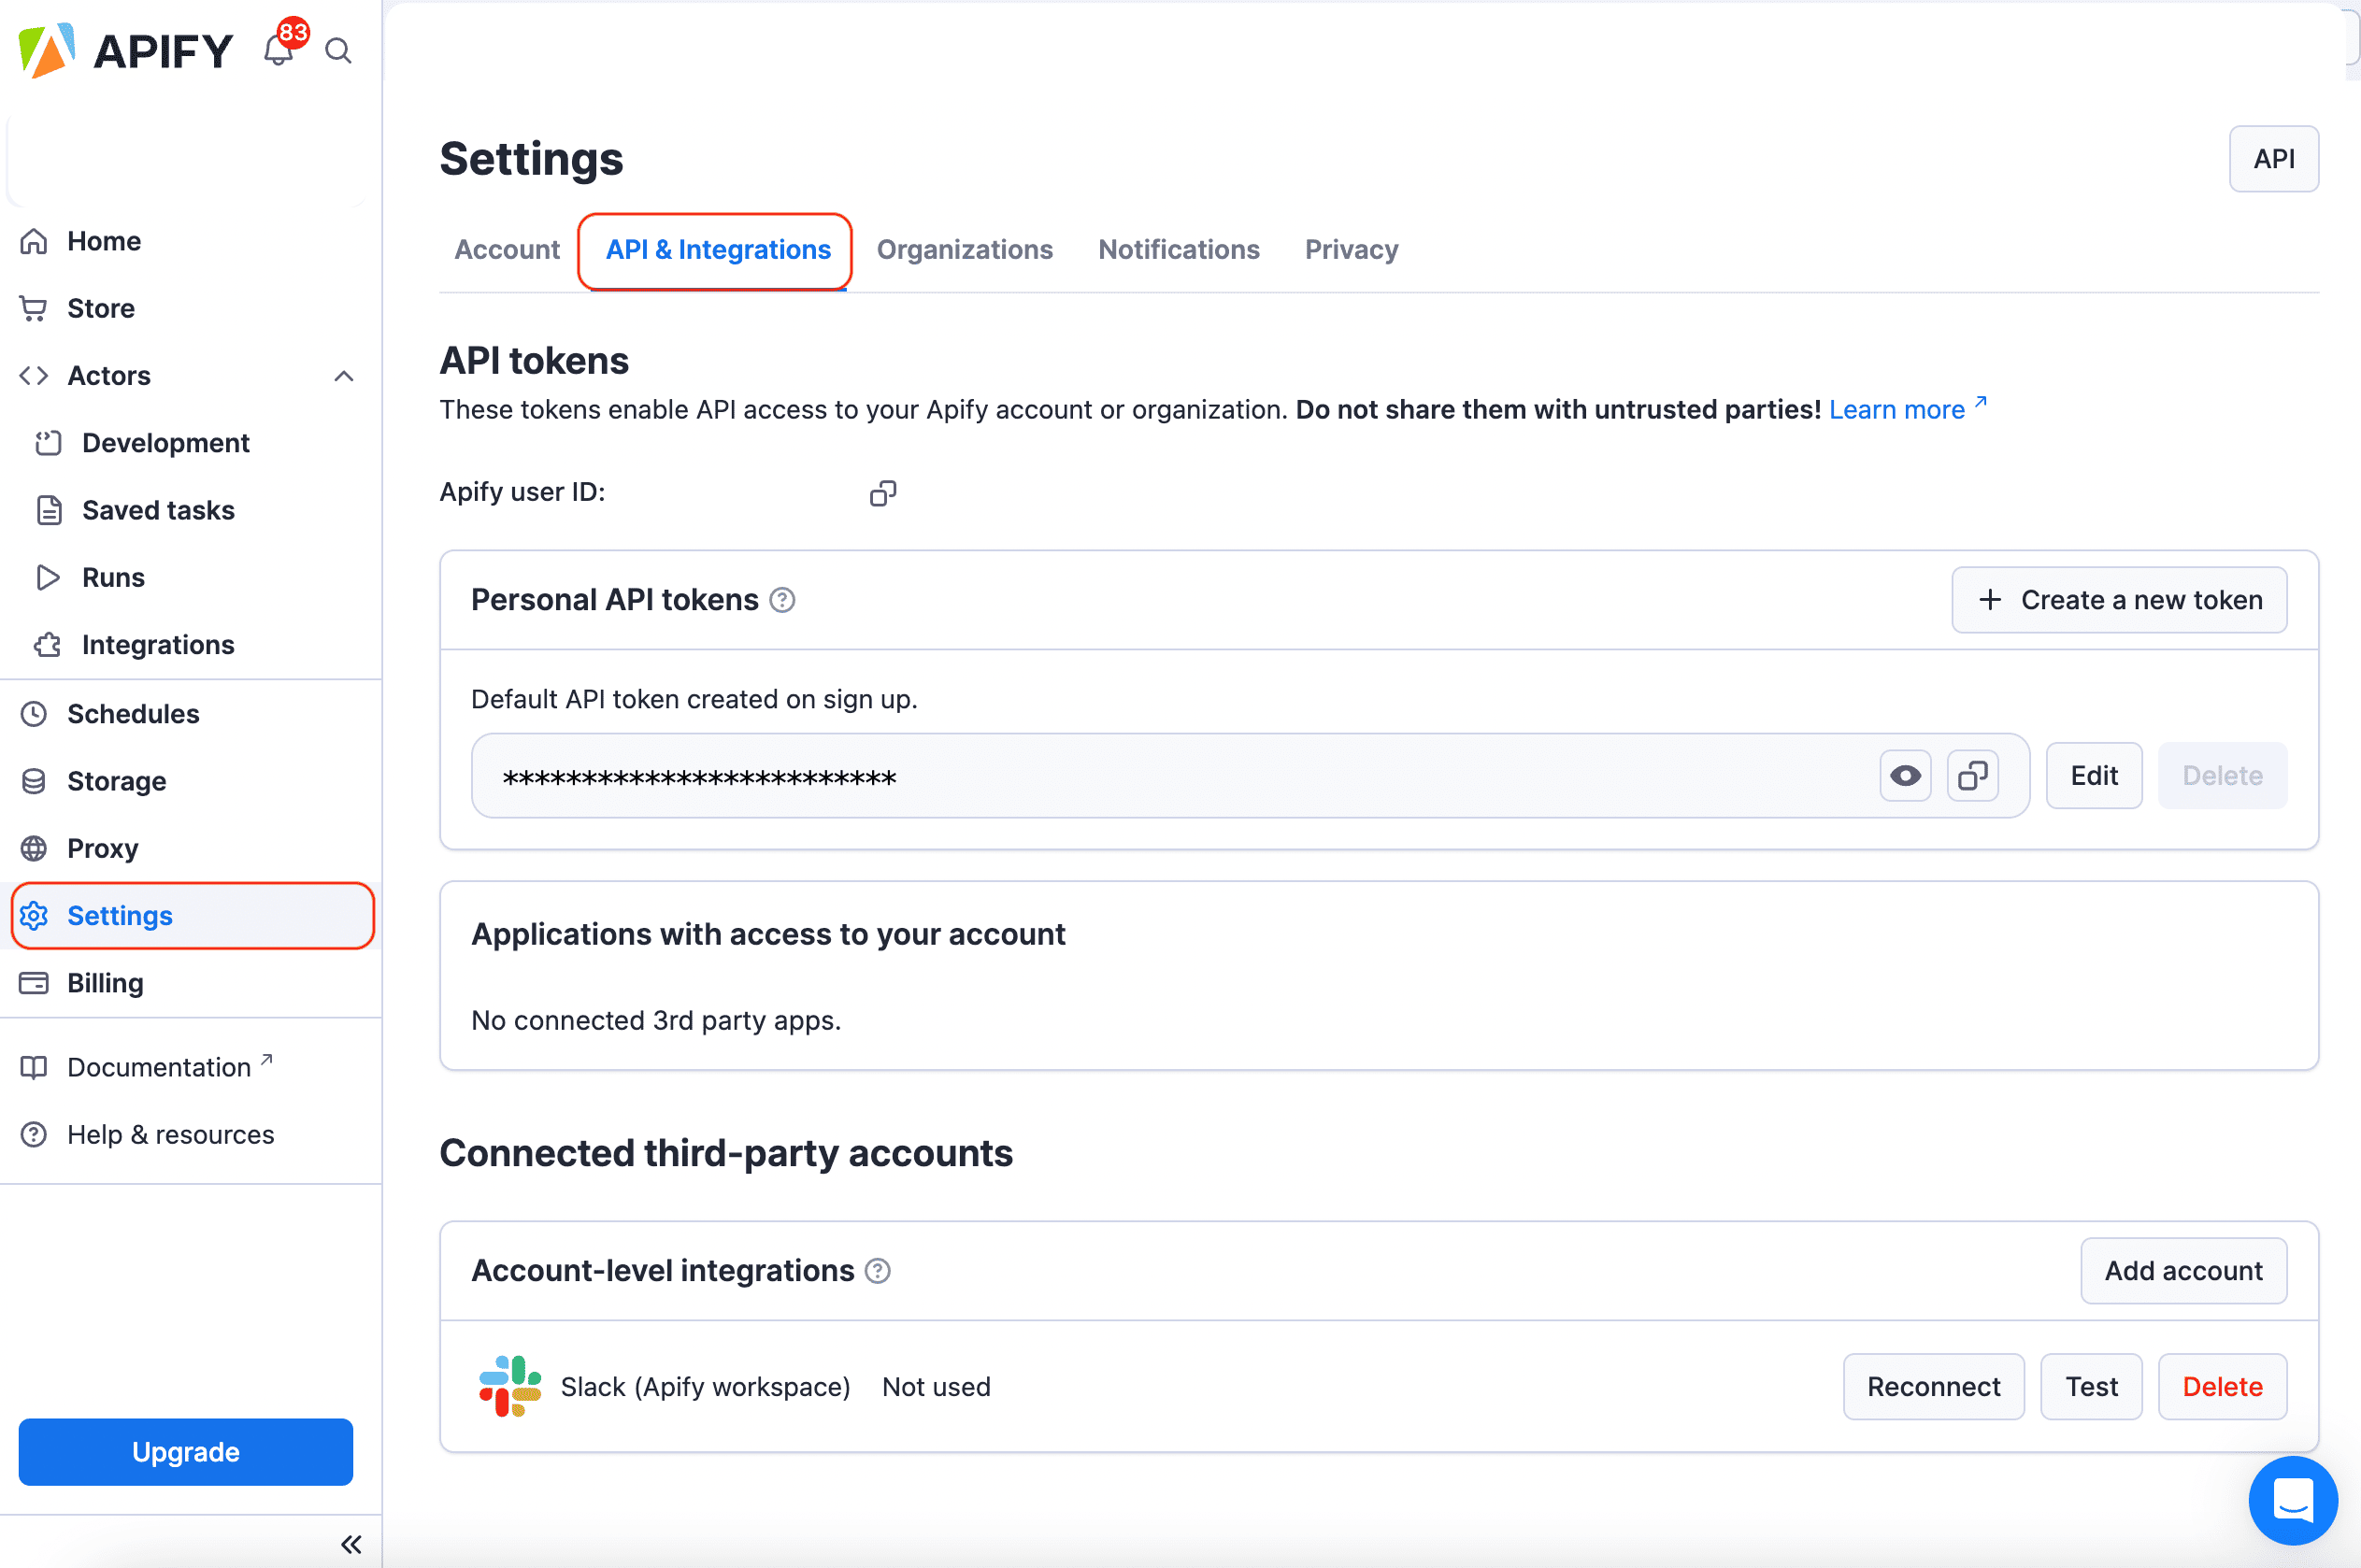 APIFY
83
Home
Store
Actors
Development
Saved tasks
Runs
Integrations
Schedules
Storage
Proxy
Settings
Billing
Documentation
Help & resources
Upgrade
Settings
API
Account API & Integrations Organizations Notifications Privacy
API tokens
These tokens enable API access to your Apify account or organization. Do not share them with untrusted parties! Learn more
Apify user ID:
Personal API tokens
Create a new token
Default API token created on sign up.
*************************
Edit
Delete
Applications with access to your account
No connected 3rd party apps.
Connected third-party accounts
Account-level integrations
Add account
Slack (Apify workspace) Not used
Reconnect
Test
Delete